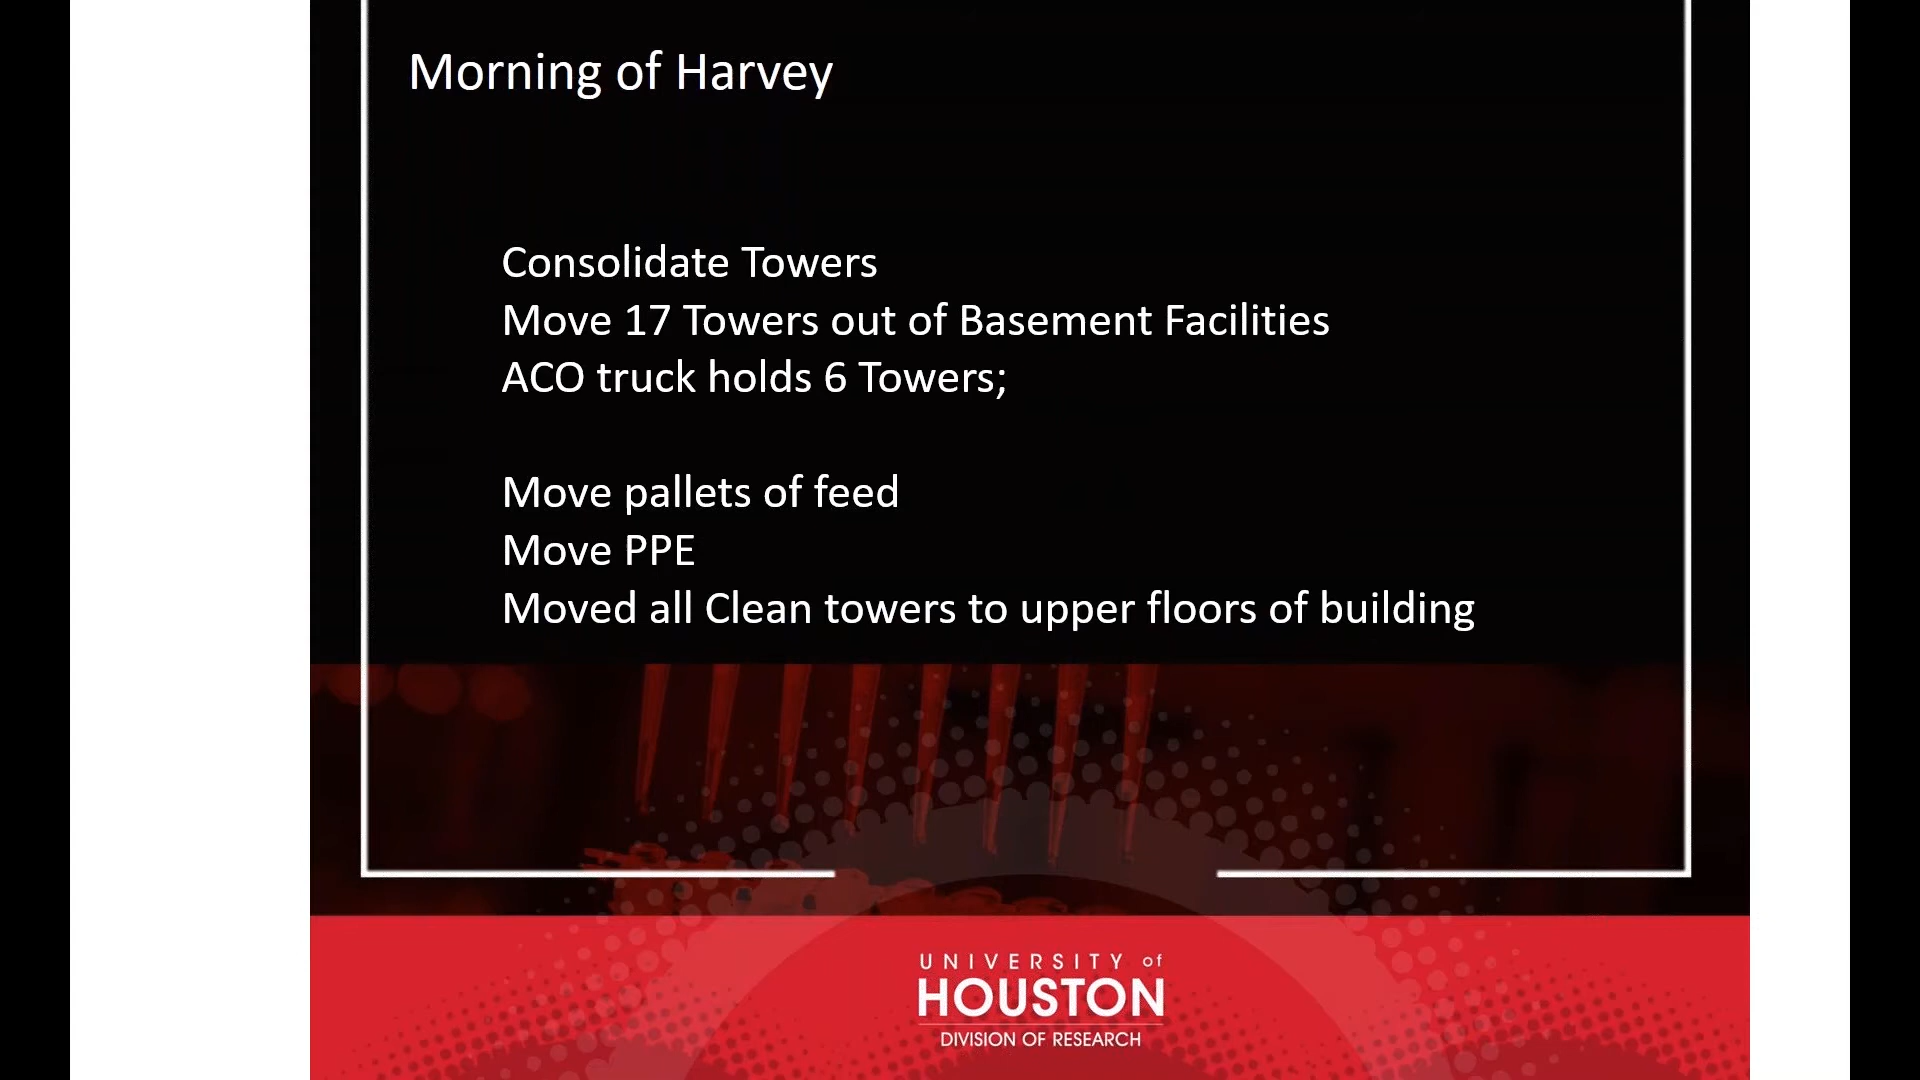 Morning of Harvey
Consolidate Towers
Move 17 Towers out of Basement Facilities
ACO truck holds 6 Towers;
Move pallets of feed
Move PPE
Moved all Clean towers to upper floors of building
UNIVERSITY of
HOUSTON
DIVISION OF RESEARCH